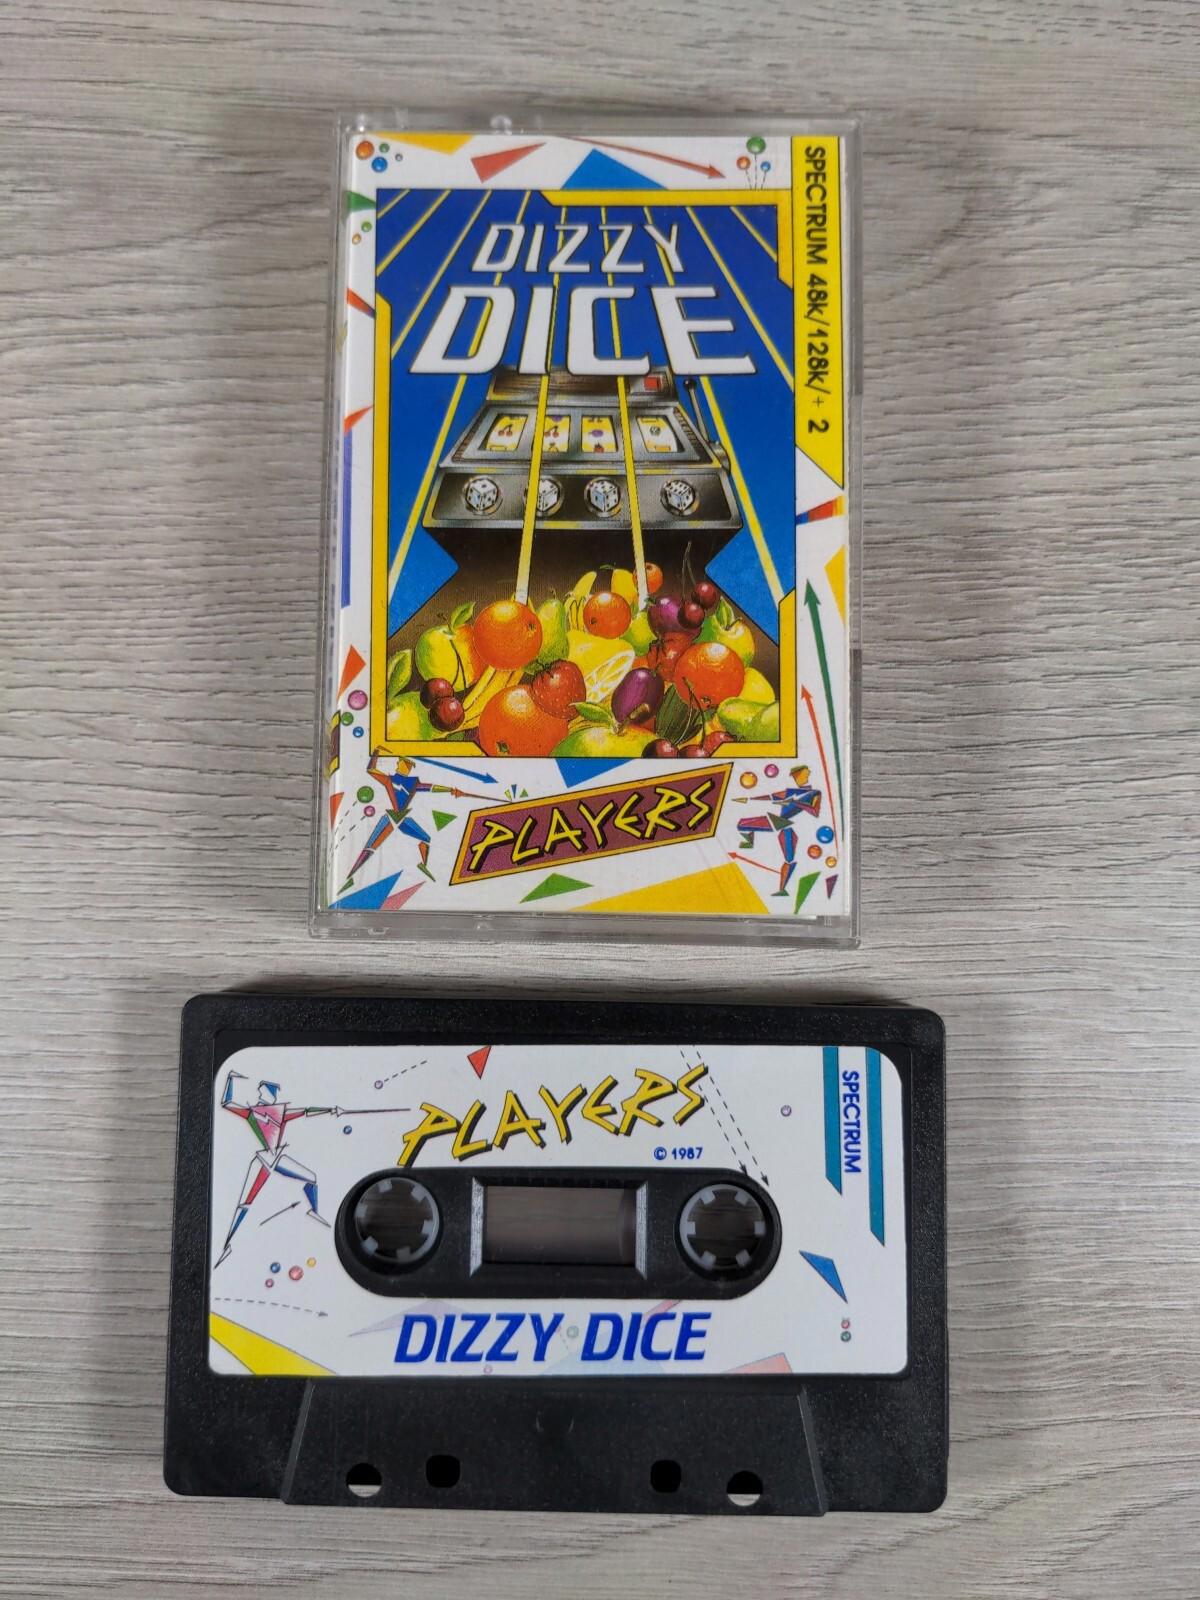 SPECTRUM 48k/128k/+ 2
DIZZY
DICE
PLAYERS
PLAYERS
© 1987
SPECTRUM
DIZZY DICE